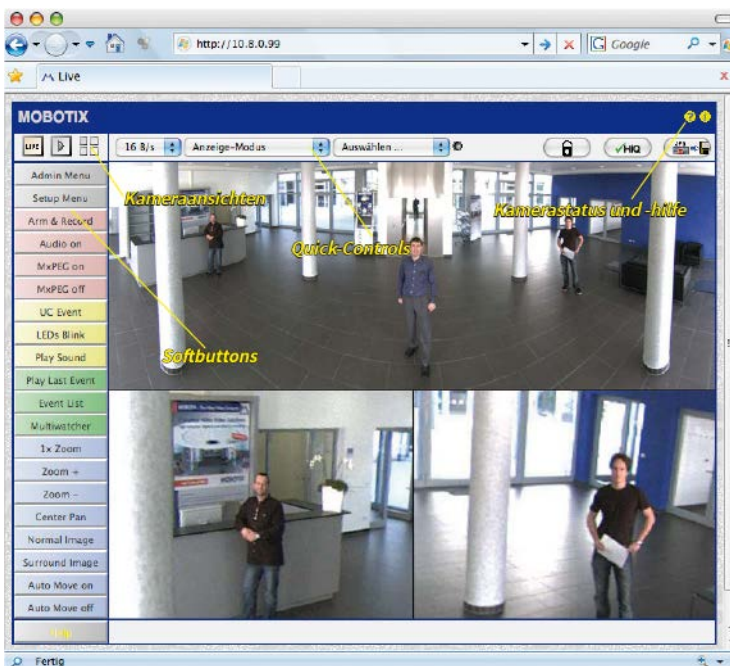 http://10.8.0.99
Google
Live
MOBOTIX
LIVE
16 B/s
Anzeige-Modus
Auswählen ...
HiQ
Admin Menu
Setup Menu
Arm & Record
Audio on
MxPEG on
MxPEG off
UC Event
LEDs Blink
Play Sound
Play Last Event
Event List
Multiwatcher
1x Zoom
Zoom +
Zoom –
Center Pan
Normal Image
Surround Image
Auto Move on
Auto Move off
Help
Kameraansichten
Quick-Controls
Kamerastatus und -hilfe
Softbuttons
MOBOTIX
Fertig